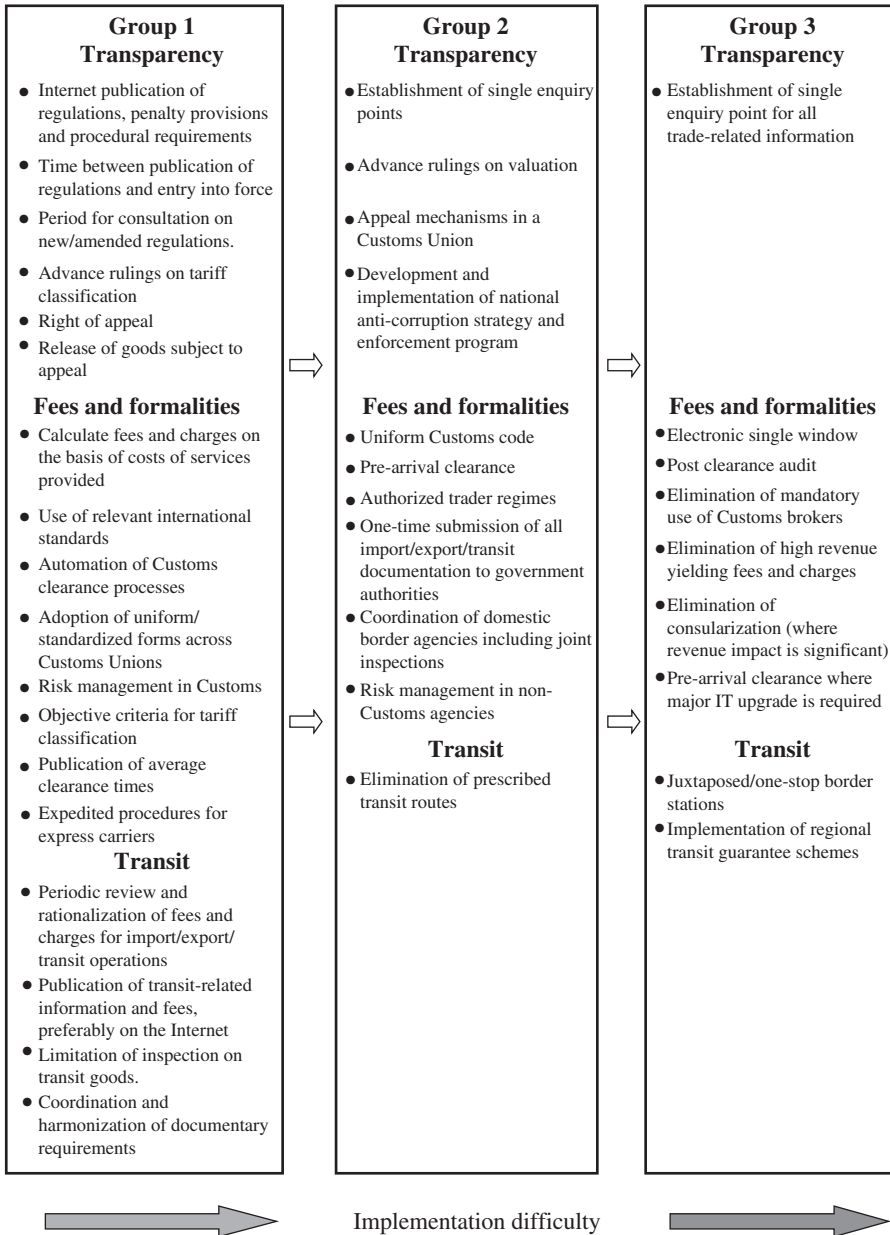 Group 1
Transparency
● Internet publication of
regulations, penalty provisions
and procedural requirements
● Time between publication of
regulations and entry into force
● Period for consultation on
new/amended regulations.
● Advance rulings on tariff
classification
● Right of appeal
● Release of goods subject to
appeal
Fees and formalities
● Calculate fees and charges on
the basis of costs of services
provided
● Use of relevant international
standards
● Automation of Customs
clearance processes
● Adoption of uniform/
standardized forms across
Customs Unions
● Risk management in Customs
● Objective criteria for tariff
classification
● Publication of average
clearance times
● Expedited procedures for
express carriers
Transit
● Periodic review and
rationalization of fees and
charges for import/export/
transit operations
● Publication of transit-related
information and fees,
preferably on the Internet
● Limitation of inspection on
transit goods.
● Coordination and
harmonization of documentary
requirements
Group 2
Transparency
● Establishment of single enquiry
points
● Advance rulings on valuation
● Appeal mechanisms in a
Customs Union
● Development and
implementation of national
anti-corruption strategy and
enforcement program
Fees and formalities
● Uniform Customs code
● Pre-arrival clearance
● Authorized trader regimes
● One-time submission of all
import/export/transit
documentation to government
authorities
● Coordination of domestic
border agencies including joint
inspections
● Risk management in non-
Customs agencies
Transit
● Elimination of prescribed
transit routes
Group 3
Transparency
● Establishment of single
enquiry point for all
trade-related information
Fees and formalities
● Electronic single window
● Post clearance audit
● Elimination of mandatory
use of Customs brokers
● Elimination of high revenue
yielding fees and charges
● Elimination of
consularization (where
revenue impact is significant)
● Pre-arrival clearance where
major IT upgrade is required
Transit
● Juxtaposed/one-stop border
stations
● Implementation of regional
transit guarantee schemes
Implementation difficulty